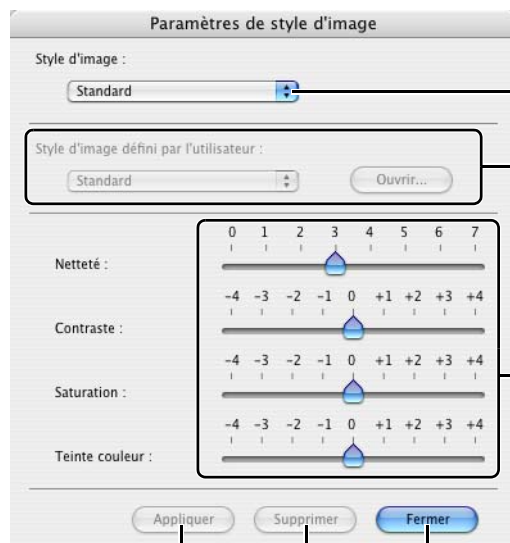 Paramètres de style d'image
Style d'image :
Standard
Style d'image défini par l'utilisateur :
Standard
Ouvrir...
0 1 2 3 4 5 6 7
Netteté :
-4 -3 -2 -1 0 +1 +2 +3 +4
Contraste :
-4 -3 -2 -1 0 +1 +2 +3 +4
Saturation :
-4 -3 -2 -1 0 +1 +2 +3 +4
Teinte couleur :
Appliquer Supprimer Fermer